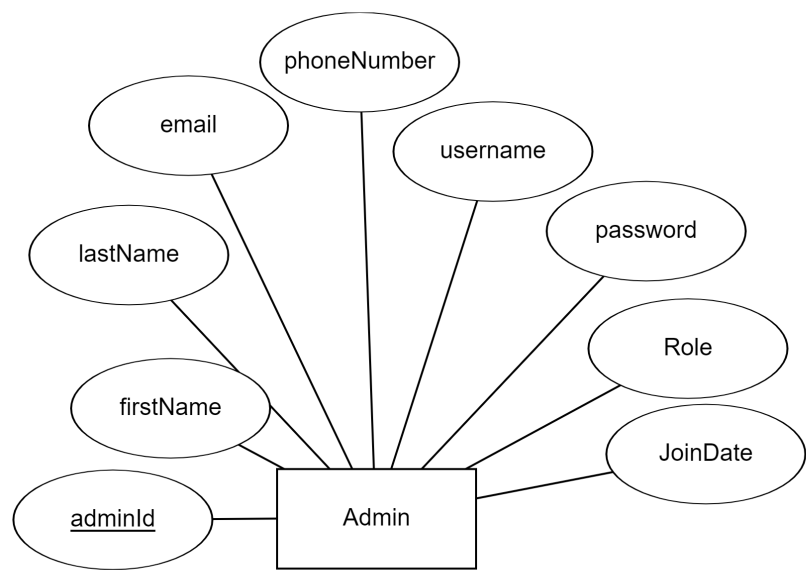 phoneNumber
email
username
password
lastName
Role
firstName
JoinDate
adminId
Admin